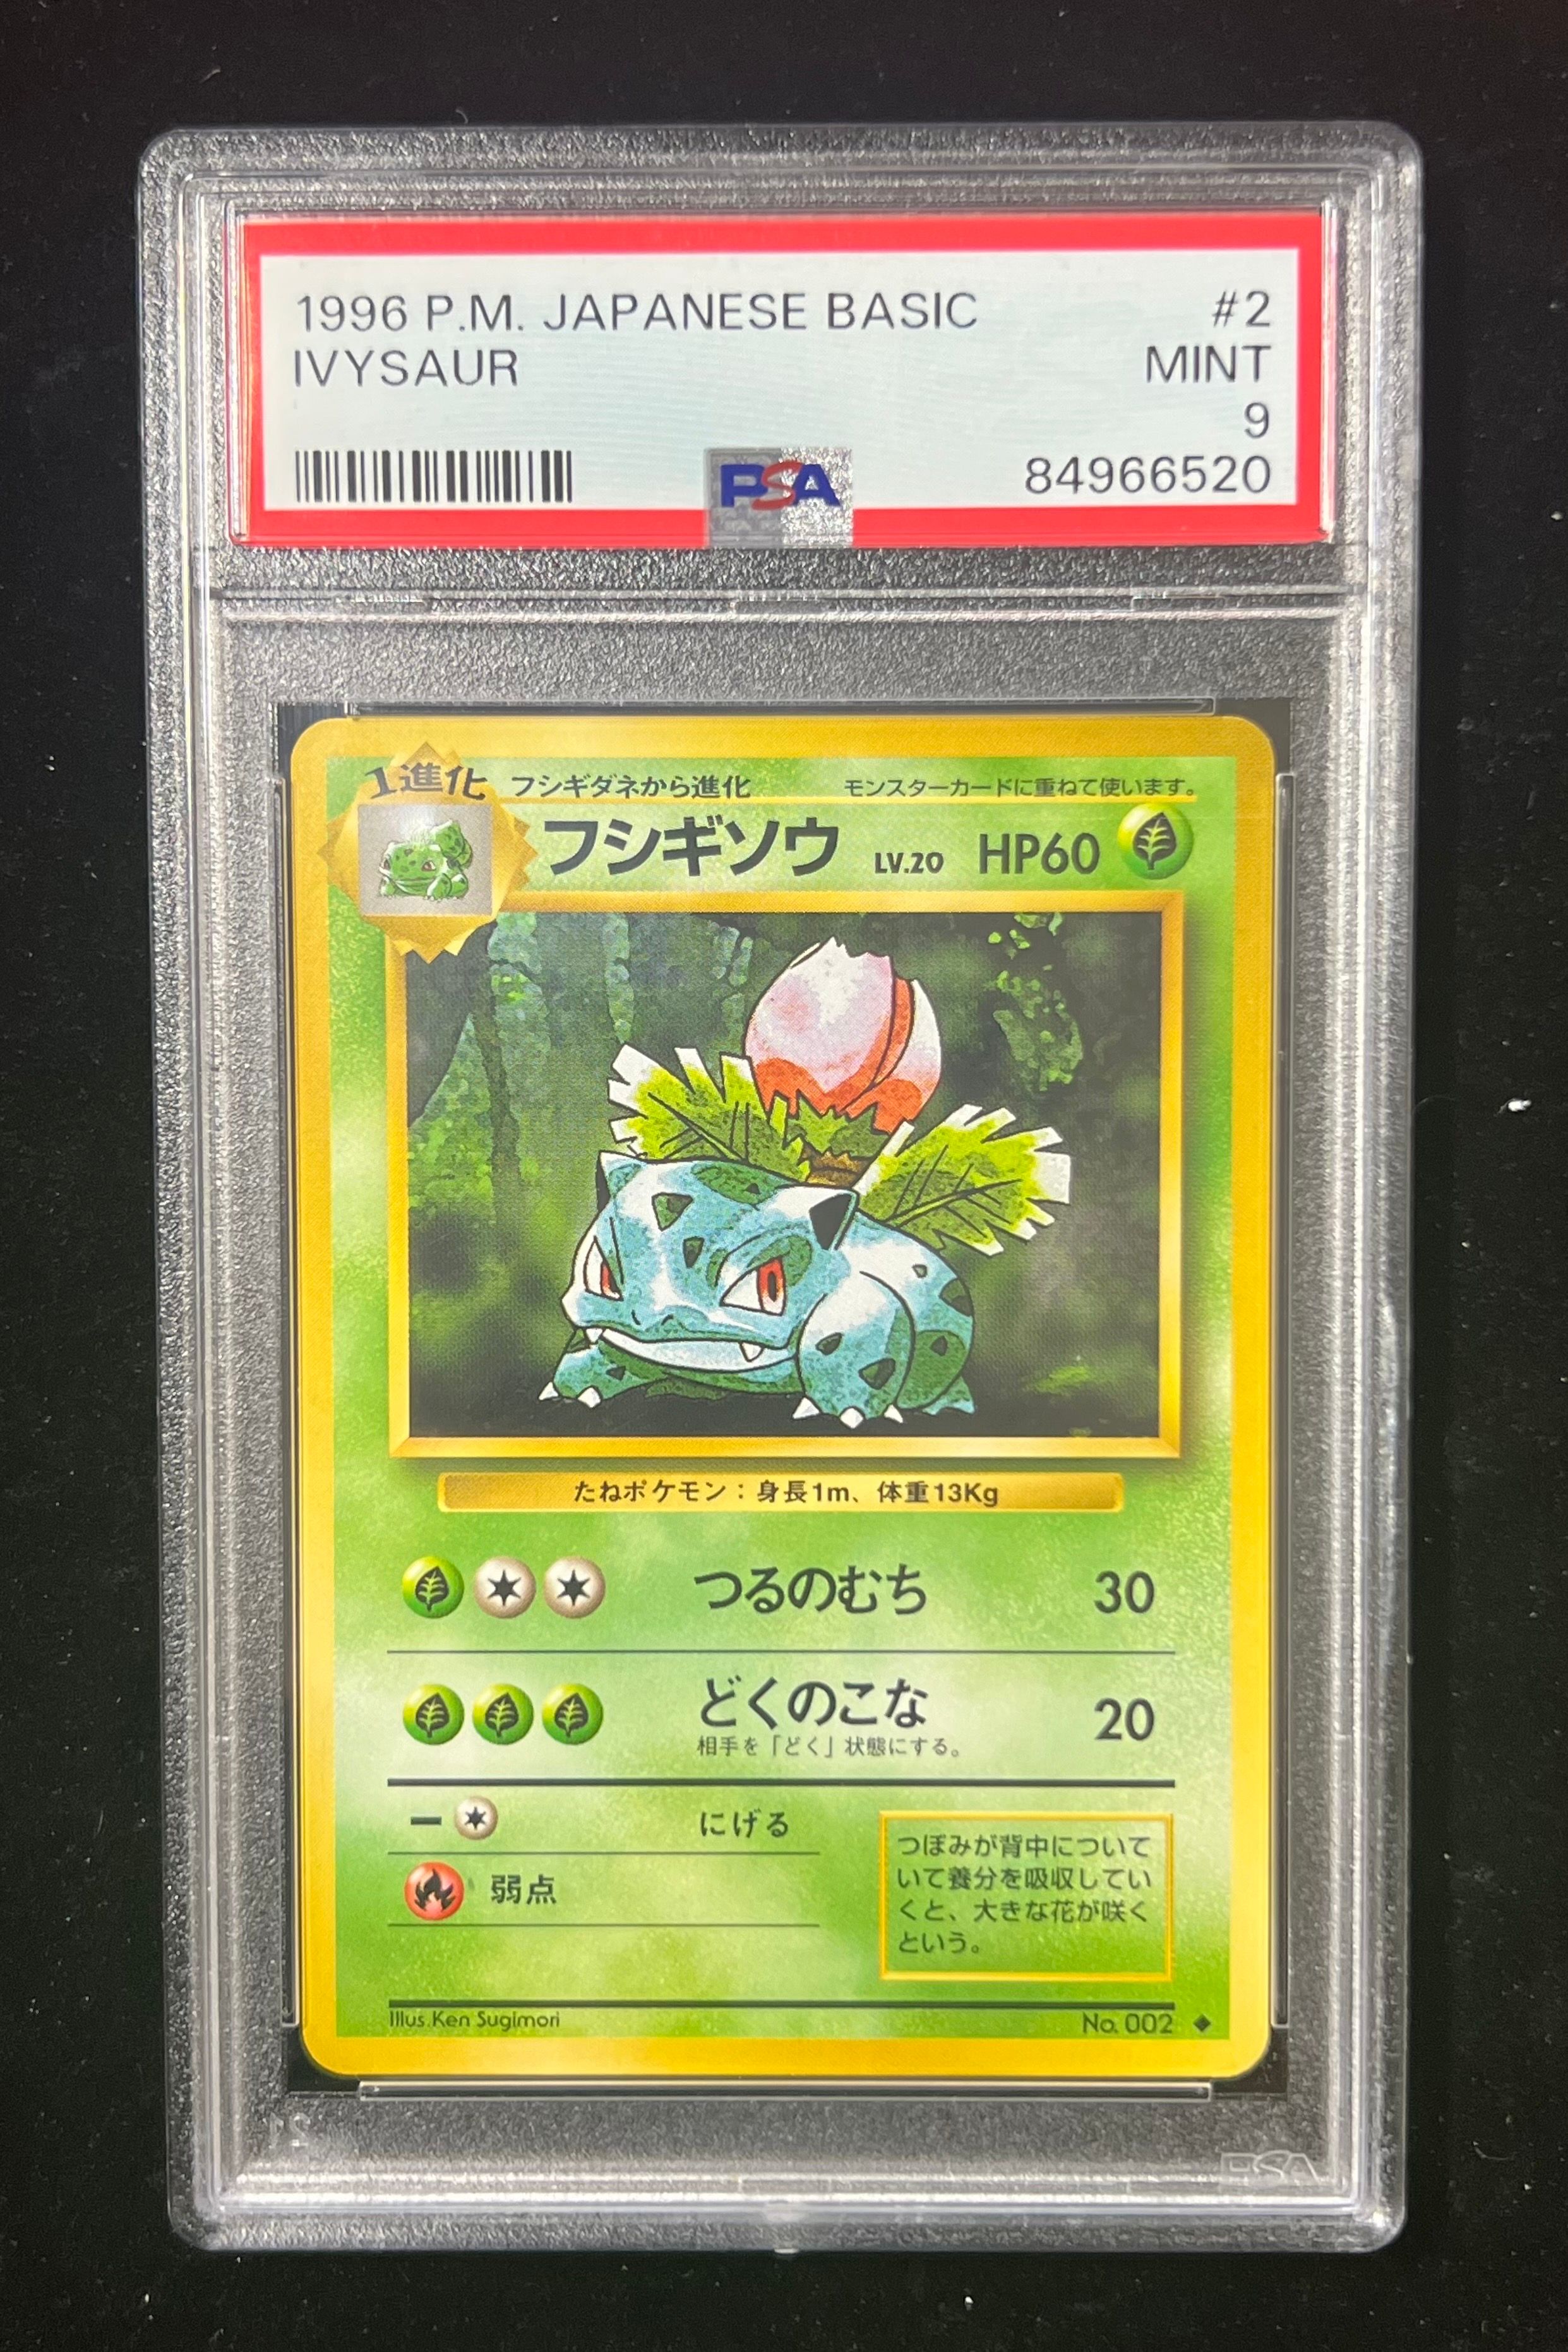 1996 P.M. JAPANESE BASIC #2
IVYSAUR MINT
9
PSA 84966520
1進化 フシギダネから進化 モンスターカードに重ねて使います。
フシギソウ LV.20 HP60
たねポケモン：身長1m、体重13Kg
つるのむち 30
どくのこな 20
相手を「どく」状態にする。
ー にげる
弱点
つぼみが背中について
いて養分を吸収してい
くと、大きな花が咲く
という。
Illus. Ken Sugimori No. 002 ◆
PSA